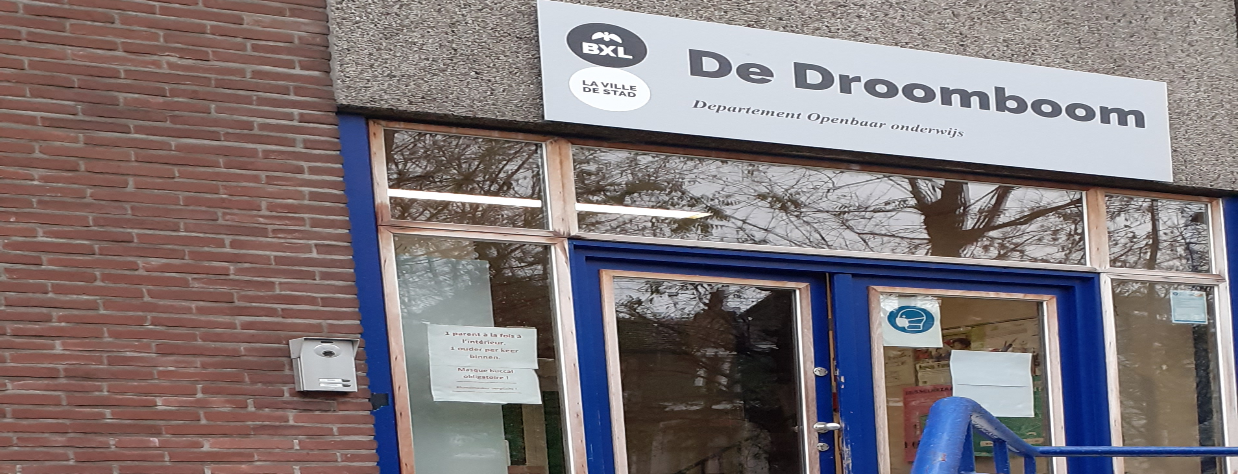 BXL
LA VILLE
DE STAD
De Droomboom
Departement Openbaar onderwijs
1 parent à la fois à
l'intérieur.
1 ouder per keer
binnen.
Masque buccal
obligatoire !